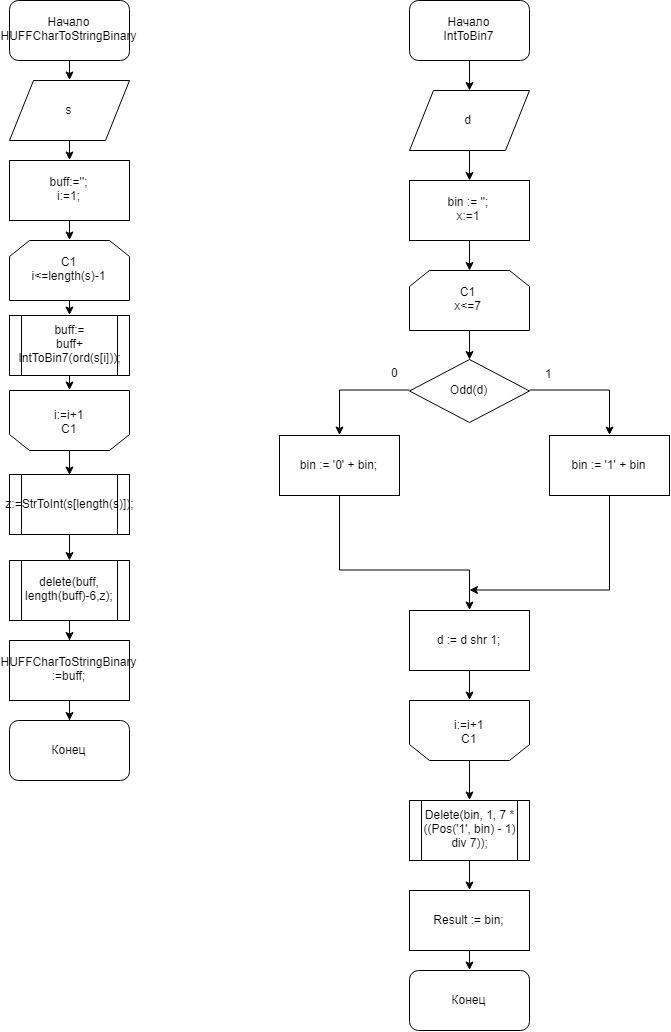 Начало
HUFFCharToStringBinary
s
buff:='';
i:=1;
C1
i<=length(s)-1
buff:=
buff+
IntToBin7(ord(s[i]));
i:=i+1
C1
z:=StrToInt(s[length(s)]);
delete(buff,
length(buff)-6,z);
HUFFCharToStringBinary
:=buff;
Конец
Начало
IntToBin7
d
bin := '';
x:=1
C1
x<=7
Odd(d)
0
1
bin := '0' + bin;
bin := '1' + bin
d := d shr 1;
i:=i+1
C1
Delete(bin, 1, 7 *
((Pos('1', bin) - 1)
div 7));
Result := bin;
Конец